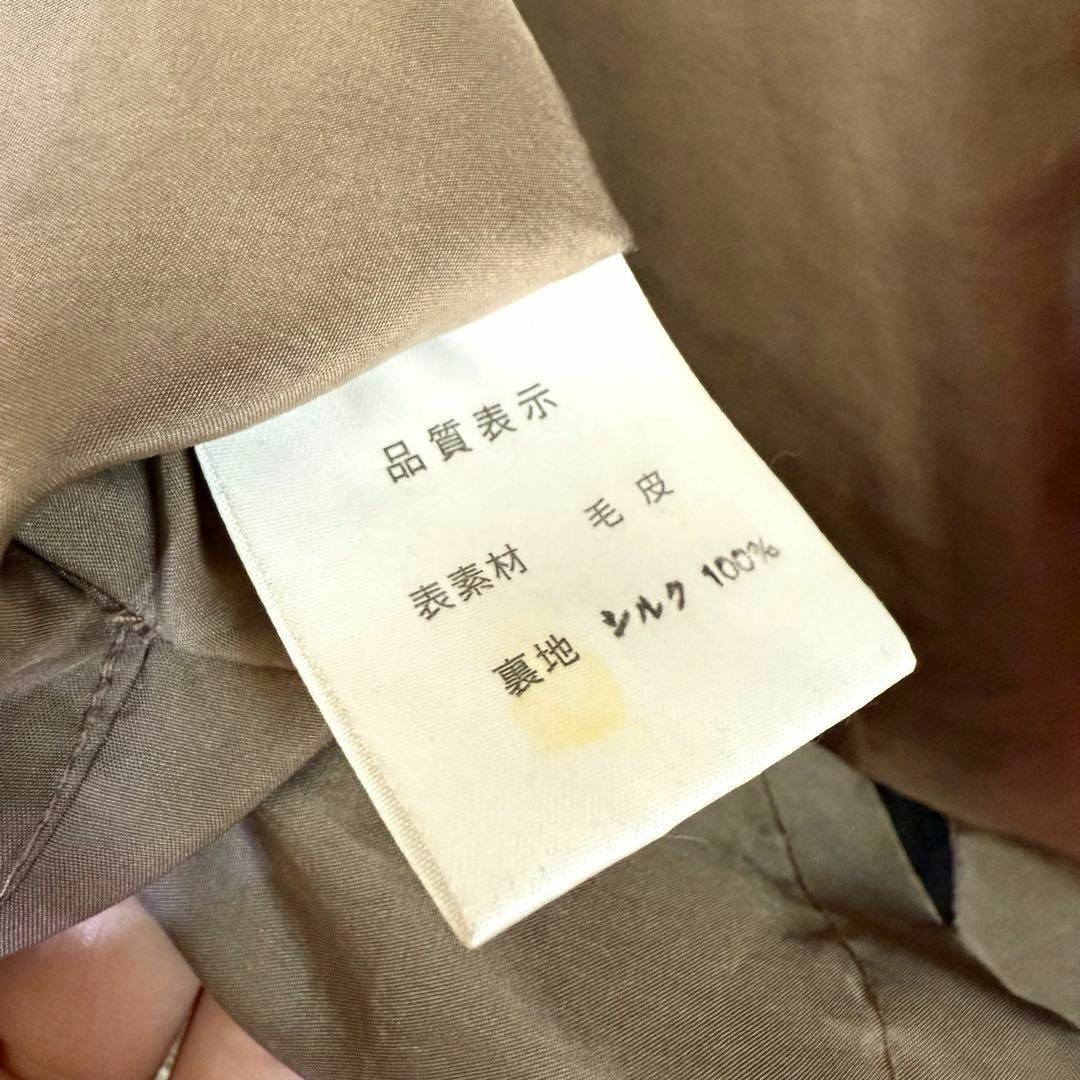 品質表示
表素材 毛皮
裏地 シルク 100%